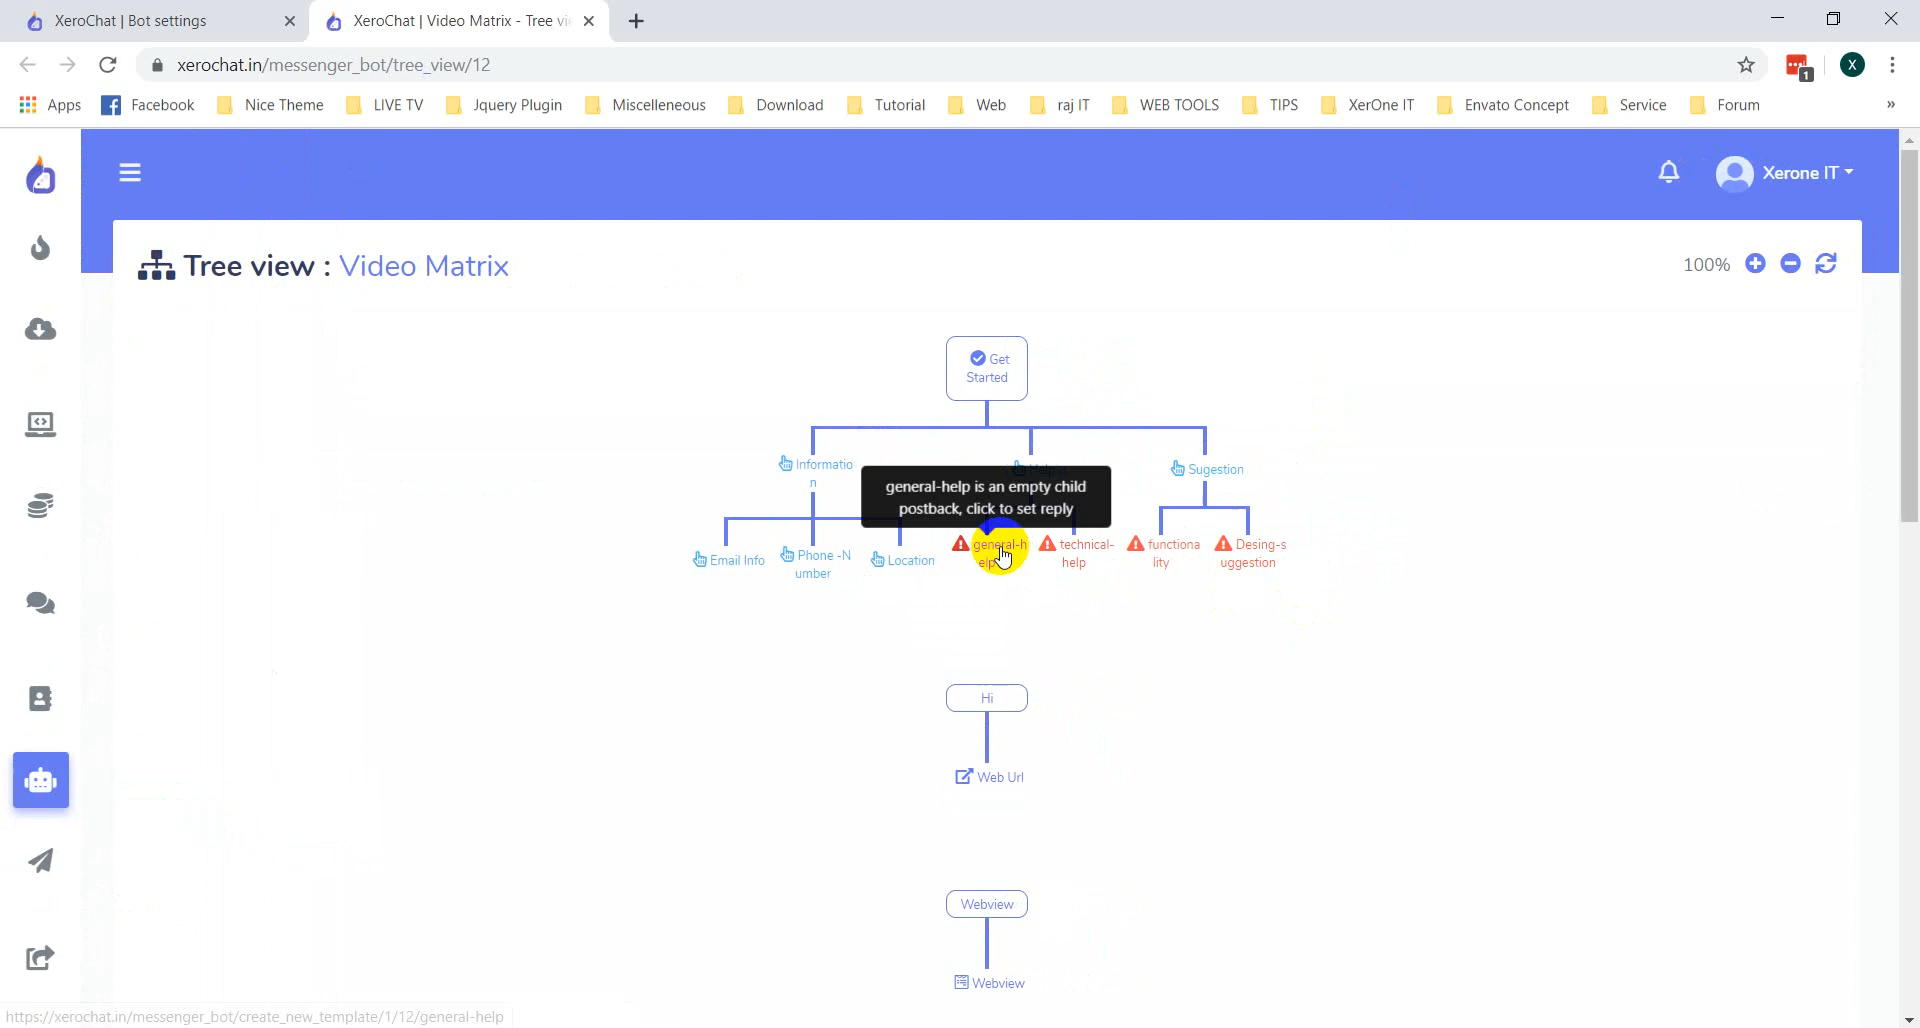 XeroChat | Bot settings
XeroChat | Video Matrix - Tree vi
xerochat.in/messenger_bot/tree_view/12
1
X
Apps
Facebook
Nice Theme
LIVE TV
Jquery Plugin
Miscelleneous
Download
Tutorial
Web
raj IT
WEB TOOLS
TIPS
XerOne IT
Envato Concept
Service
Forum
»
Xerone IT
Tree view : Video Matrix
100%
Get
Started
Informatio
n
Sugestion
general-help is an empty child
postback, click to set reply
Email Info
Phone -N
umber
Location
general-h
elp
technical-
help
functiona
lity
Desing-s
uggestion
Hi
Web Url
Webview
Webview
https://xerochat.in/messenger_bot/create_new_template/1/12/general-help